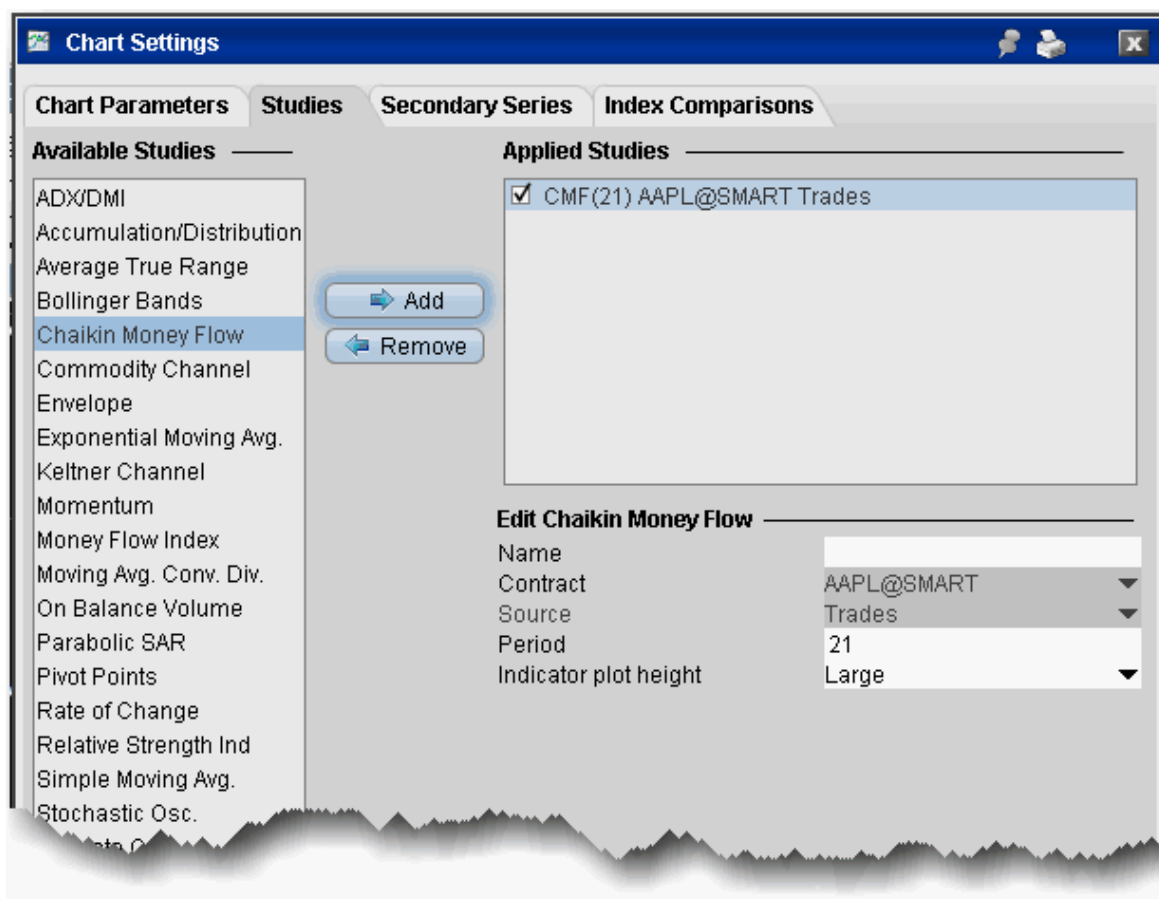 Chart Settings
Chart Parameters
Studies
Secondary Series
Index Comparisons
Available Studies
ADX/DMI
Accumulation/Distribution
Average True Range
Bollinger Bands
Chaikin Money Flow
Commodity Channel
Envelope
Exponential Moving Avg.
Keltner Channel
Momentum
Money Flow Index
Moving Avg. Conv. Div.
On Balance Volume
Parabolic SAR
Pivot Points
Rate of Change
Relative Strength Ind
Simple Moving Avg.
Stochastic Osc.
Add
Remove
Applied Studies
CMF(21) AAPL@SMART Trades
Edit Chaikin Money Flow
Name
Contract AAPL@SMART
Source Trades
Period 21
Indicator plot height Large